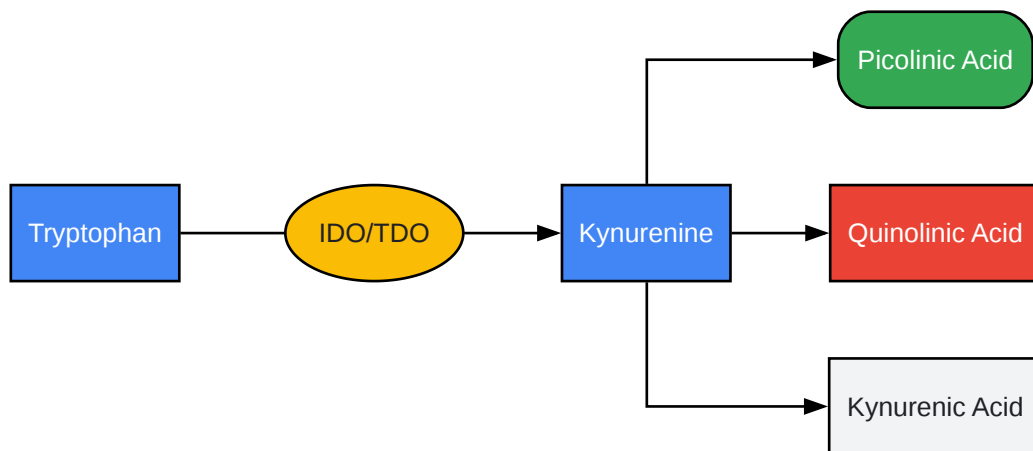 Picolinic Acid
Tryptophan
IDO/TDO
Kynurenine
Quinolinic Acid
Kynurenic Acid